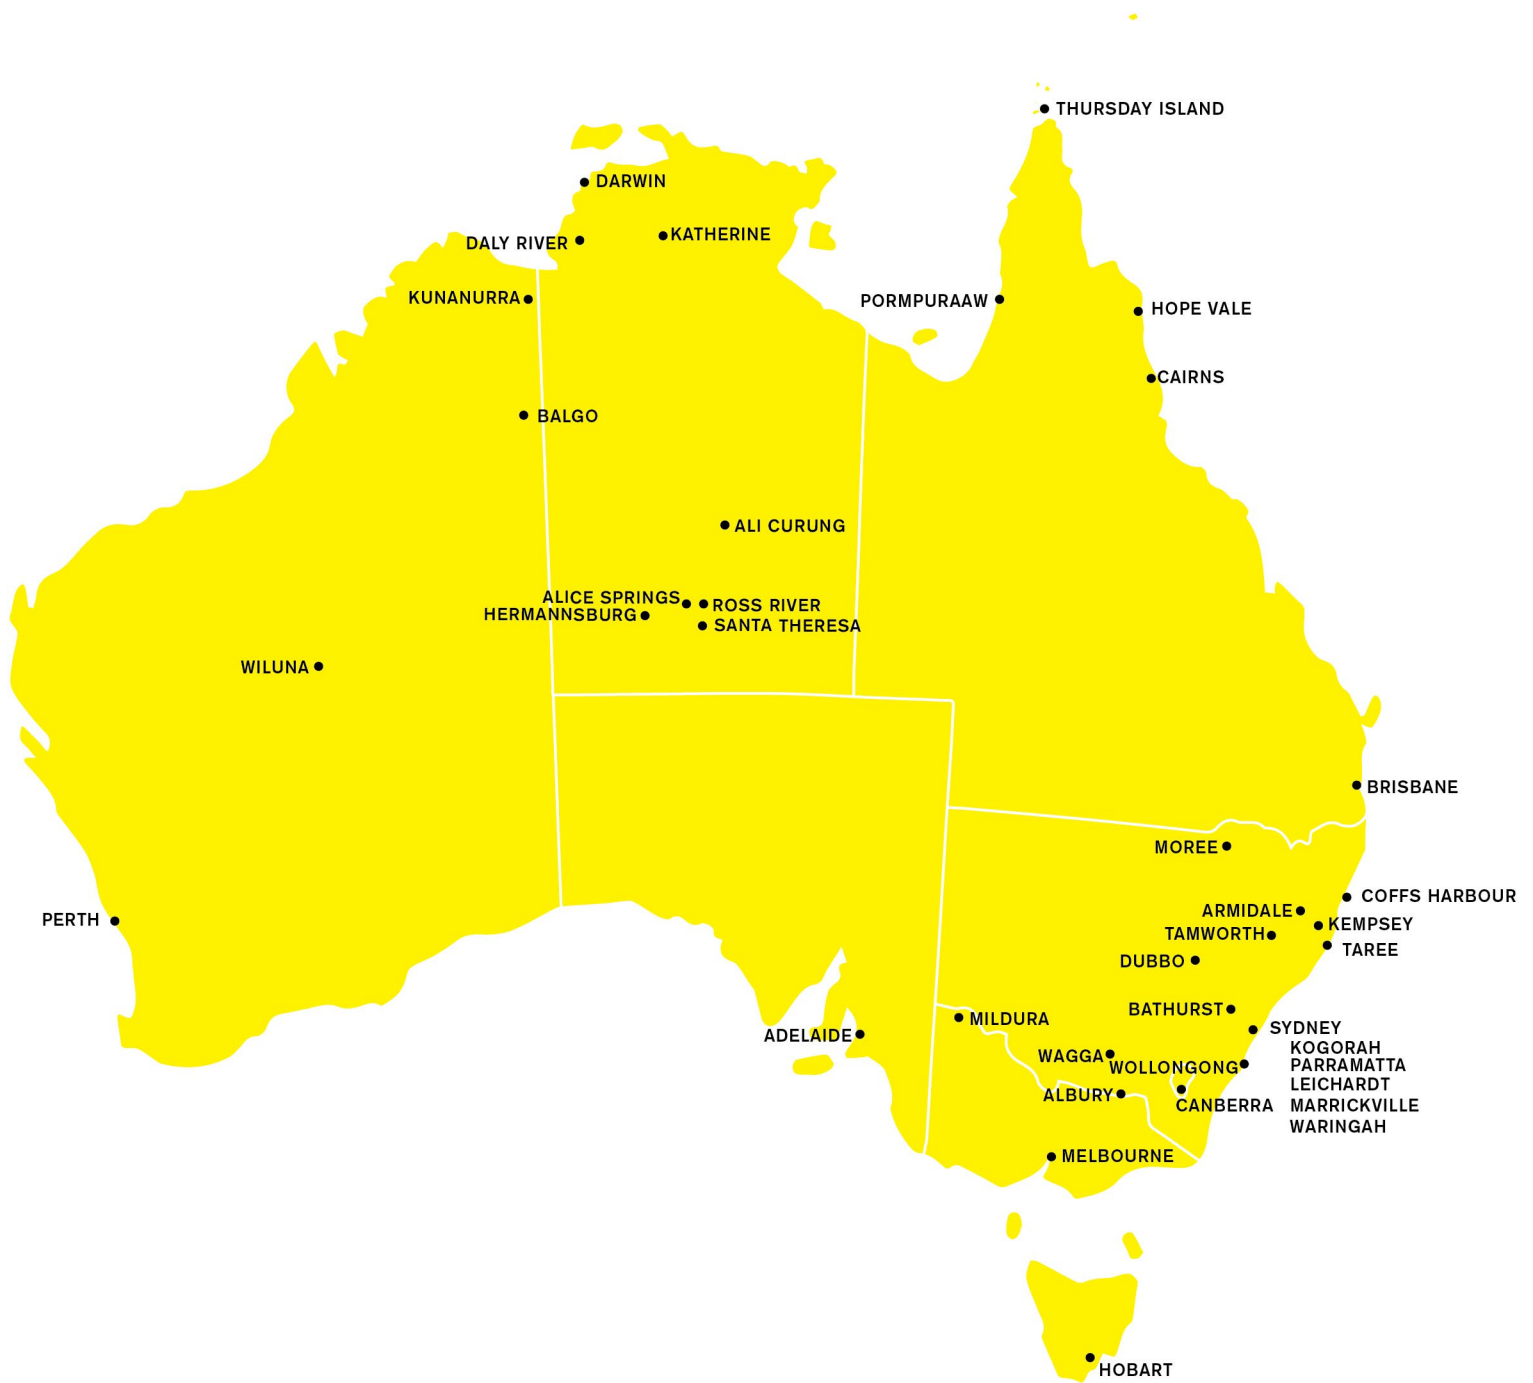 THURSDAY ISLAND
DARWIN
KATHERINE
DALY RIVER
KUNANURRA
PORMPURAAW
HOPE VALE
CAIRNS
BALGO
ALI CURUNG
ALICE SPRINGS
ROSS RIVER
HERMANNSBURG
SANTA THERESA
WILUNA
BRISBANE
MOREE
COFFS HARBOUR
ARMIDALE
KEMPSEY
PERTH
TAMWORTH
TAREE
DUBBO
BATHURST
MILDURA
SYDNEY
ADELAIDE
KOGORAH
WAGGA
WOLLONGONG
PARRAMATTA
LEICHARDT
ALBURY
CANBERRA
MARRICKVILLE
WARINGAH
MELBOURNE
HOBART